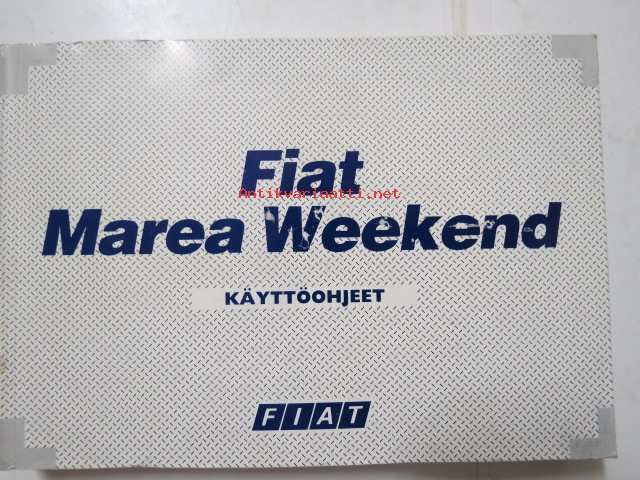 Fiat
Antikvariaatti.net
Marea Weekend
KÄYTTÖOHJEET
FIAT